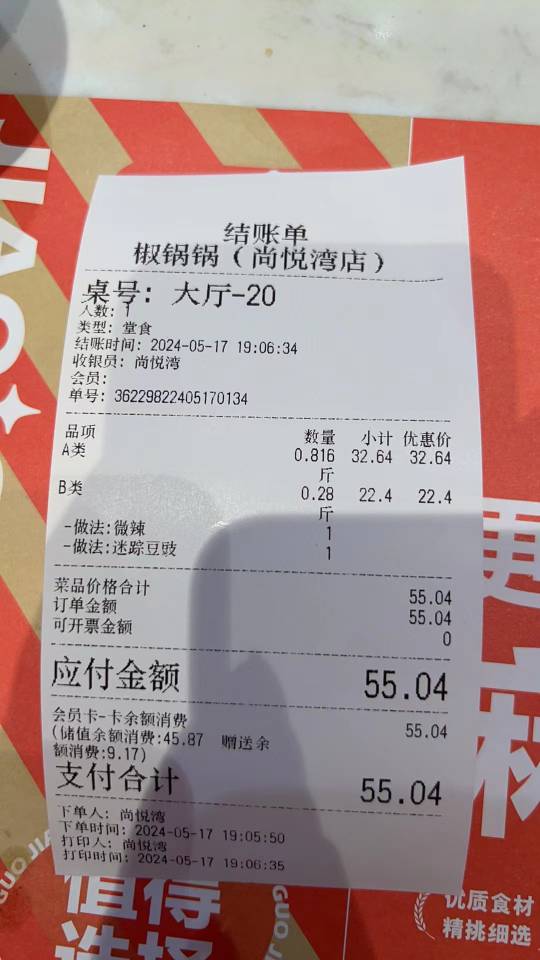 结账单
椒锅锅（尚悦湾店）
桌号: 大厅-20
人数: 1
类型: 堂食
结账时间: 2024-05-17 19:06:34
收银员: 尚悦湾
会员:
单号: 36229822405170134
品项 数量 小计 优惠价
A类 0.816 32.64 32.64
斤
B类 0.28 22.4 22.4
斤
-做法:微辣 1
-做法:迷踪豆豉 1
菜品价格合计 55.04
订单金额 55.04
可开票金额 0
应付金额 55.04
会员卡-卡余额消费 55.04
(储值余额消费:45.87 赠送余
额消费:9.17)
支付合计 55.04
下单人: 尚悦湾
下单时间: 2024-05-17 19:05:50
打印人: 尚悦湾
打印时间: 2024-05-17 19:06:35
JIAO
更
GUO JIA
值得
选择
GUO J
优质食材
精挑细选